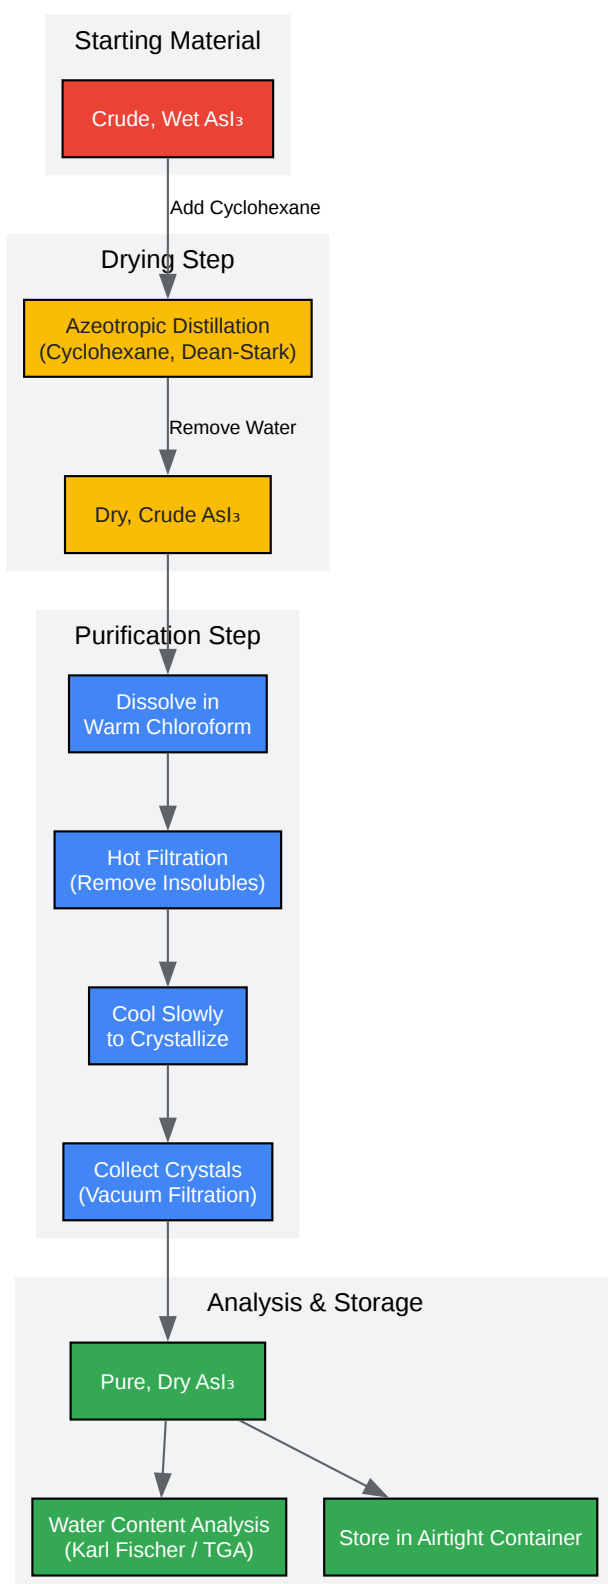 Starting Material
Crude, Wet AsI₃
Add Cyclohexane
Drying Step
Azeotropic Distillation
(Cyclohexane, Dean-Stark)
Remove Water
Dry, Crude AsI₃
Purification Step
Dissolve in
Warm Chloroform
Hot Filtration
(Remove Insolubles)
Cool Slowly
to Crystallize
Collect Crystals
(Vacuum Filtration)
Analysis & Storage
Pure, Dry AsI₃
Water Content Analysis
(Karl Fischer / TGA)
Store in Airtight Container